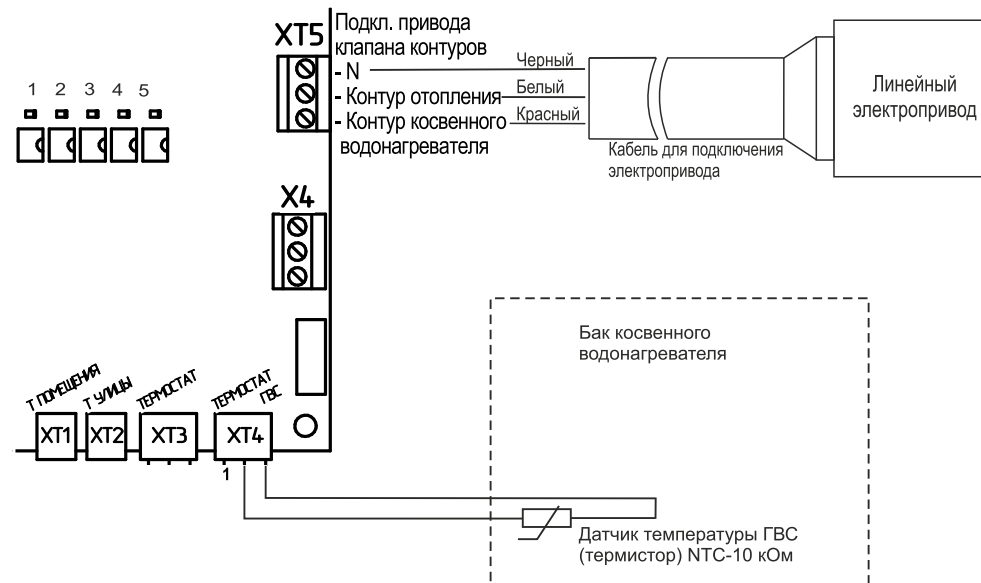 XT5
Подкл. привода
клапана контуров
- N
- Контур отопления
- Контур косвенного
водонагревателя
Черный
Белый
Красный
Кабель для подключения
электропривода
Линейный
электропривод
1 2 3 4 5
X4
Бак косвенного
водонагревателя
Т ПОМЕЩЕНИЯ
Т УЛИЦЫ
ТЕРМОСТАТ
ТЕРМОСТАТ
ГВС
XT1
XT2
XT3
XT4
1
Датчик температуры ГВС
(термистор) NTC-10 кОм